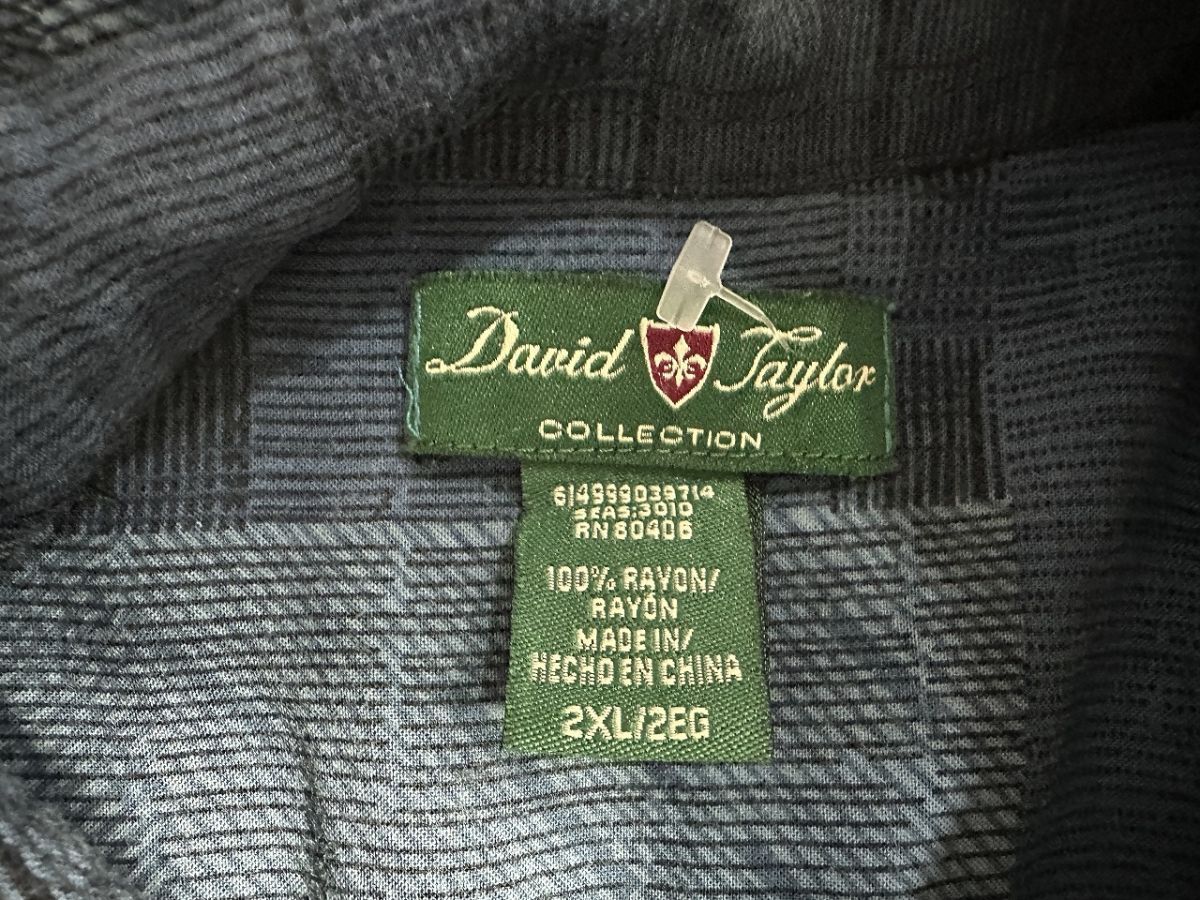 David Taylor
COLLECTION
614999039714
SEAS:3010
RN 80406
100% RAYON/
RAYÓN
MADE IN/
HECHO EN CHINA
2XL/2EG